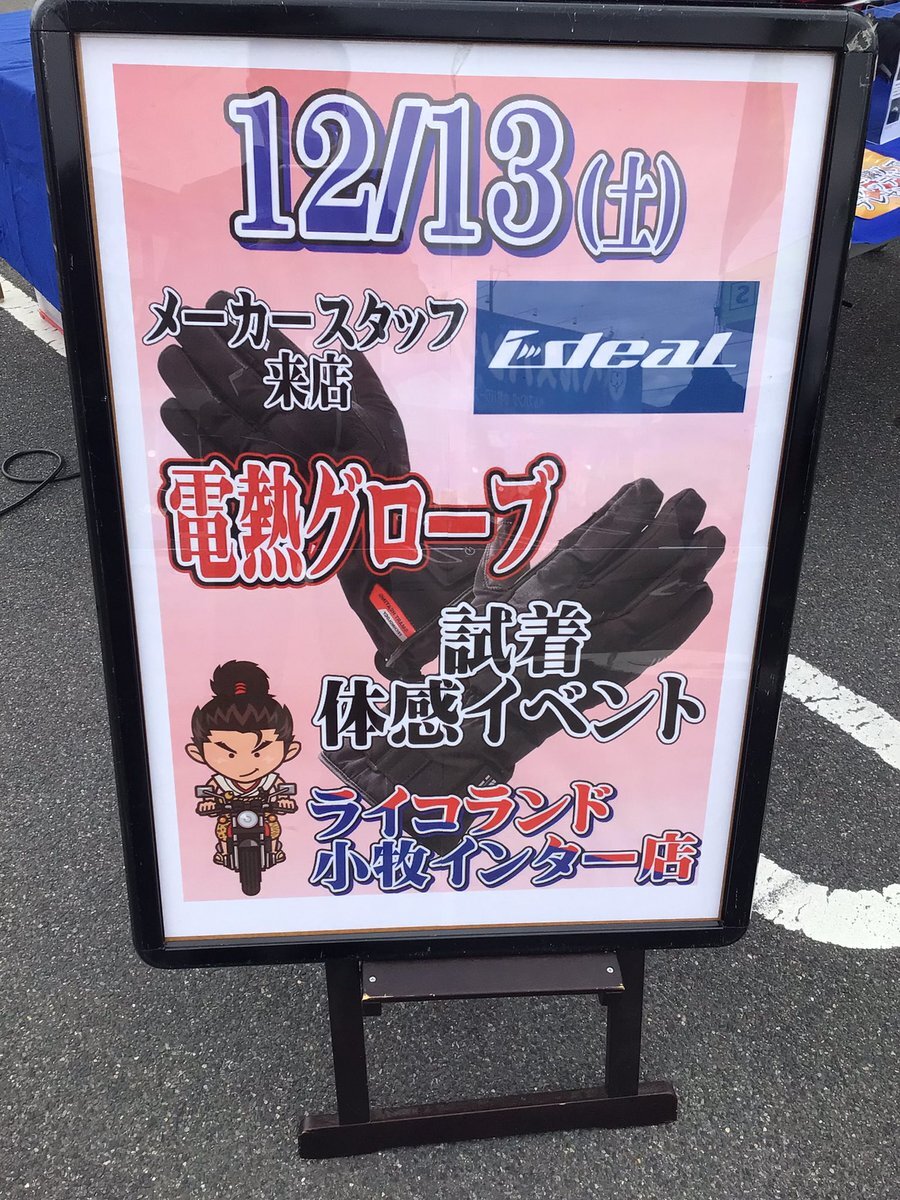 12/13(土)
メーカースタッフ
来店
ideal
電熱グローブ
試着
体感イベント
ライコランド
小牧インター店